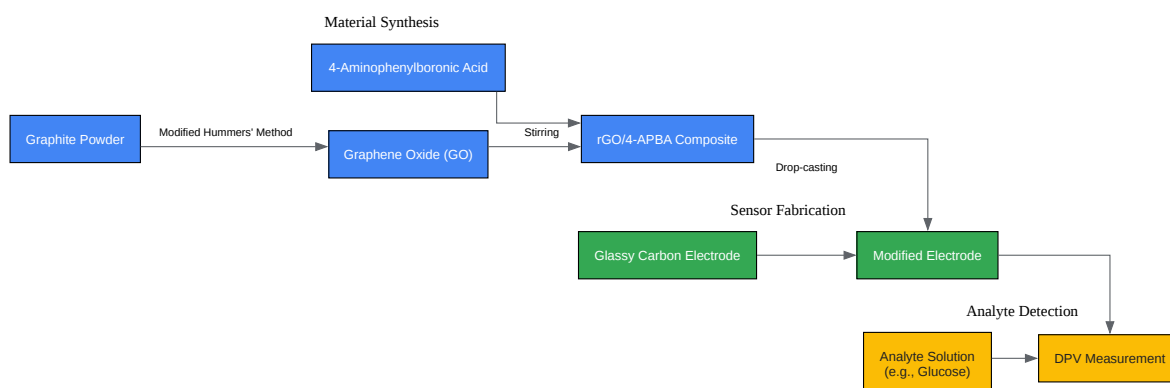 Material Synthesis
4-Aminophenylboronic Acid
Graphite Powder
Modified Hummers' Method
Graphene Oxide (GO)
Stirring
rGO/4-APBA Composite
Drop-casting
Sensor Fabrication
Glassy Carbon Electrode
Modified Electrode
Analyte Detection
Analyte Solution
(e.g., Glucose)
DPV Measurement